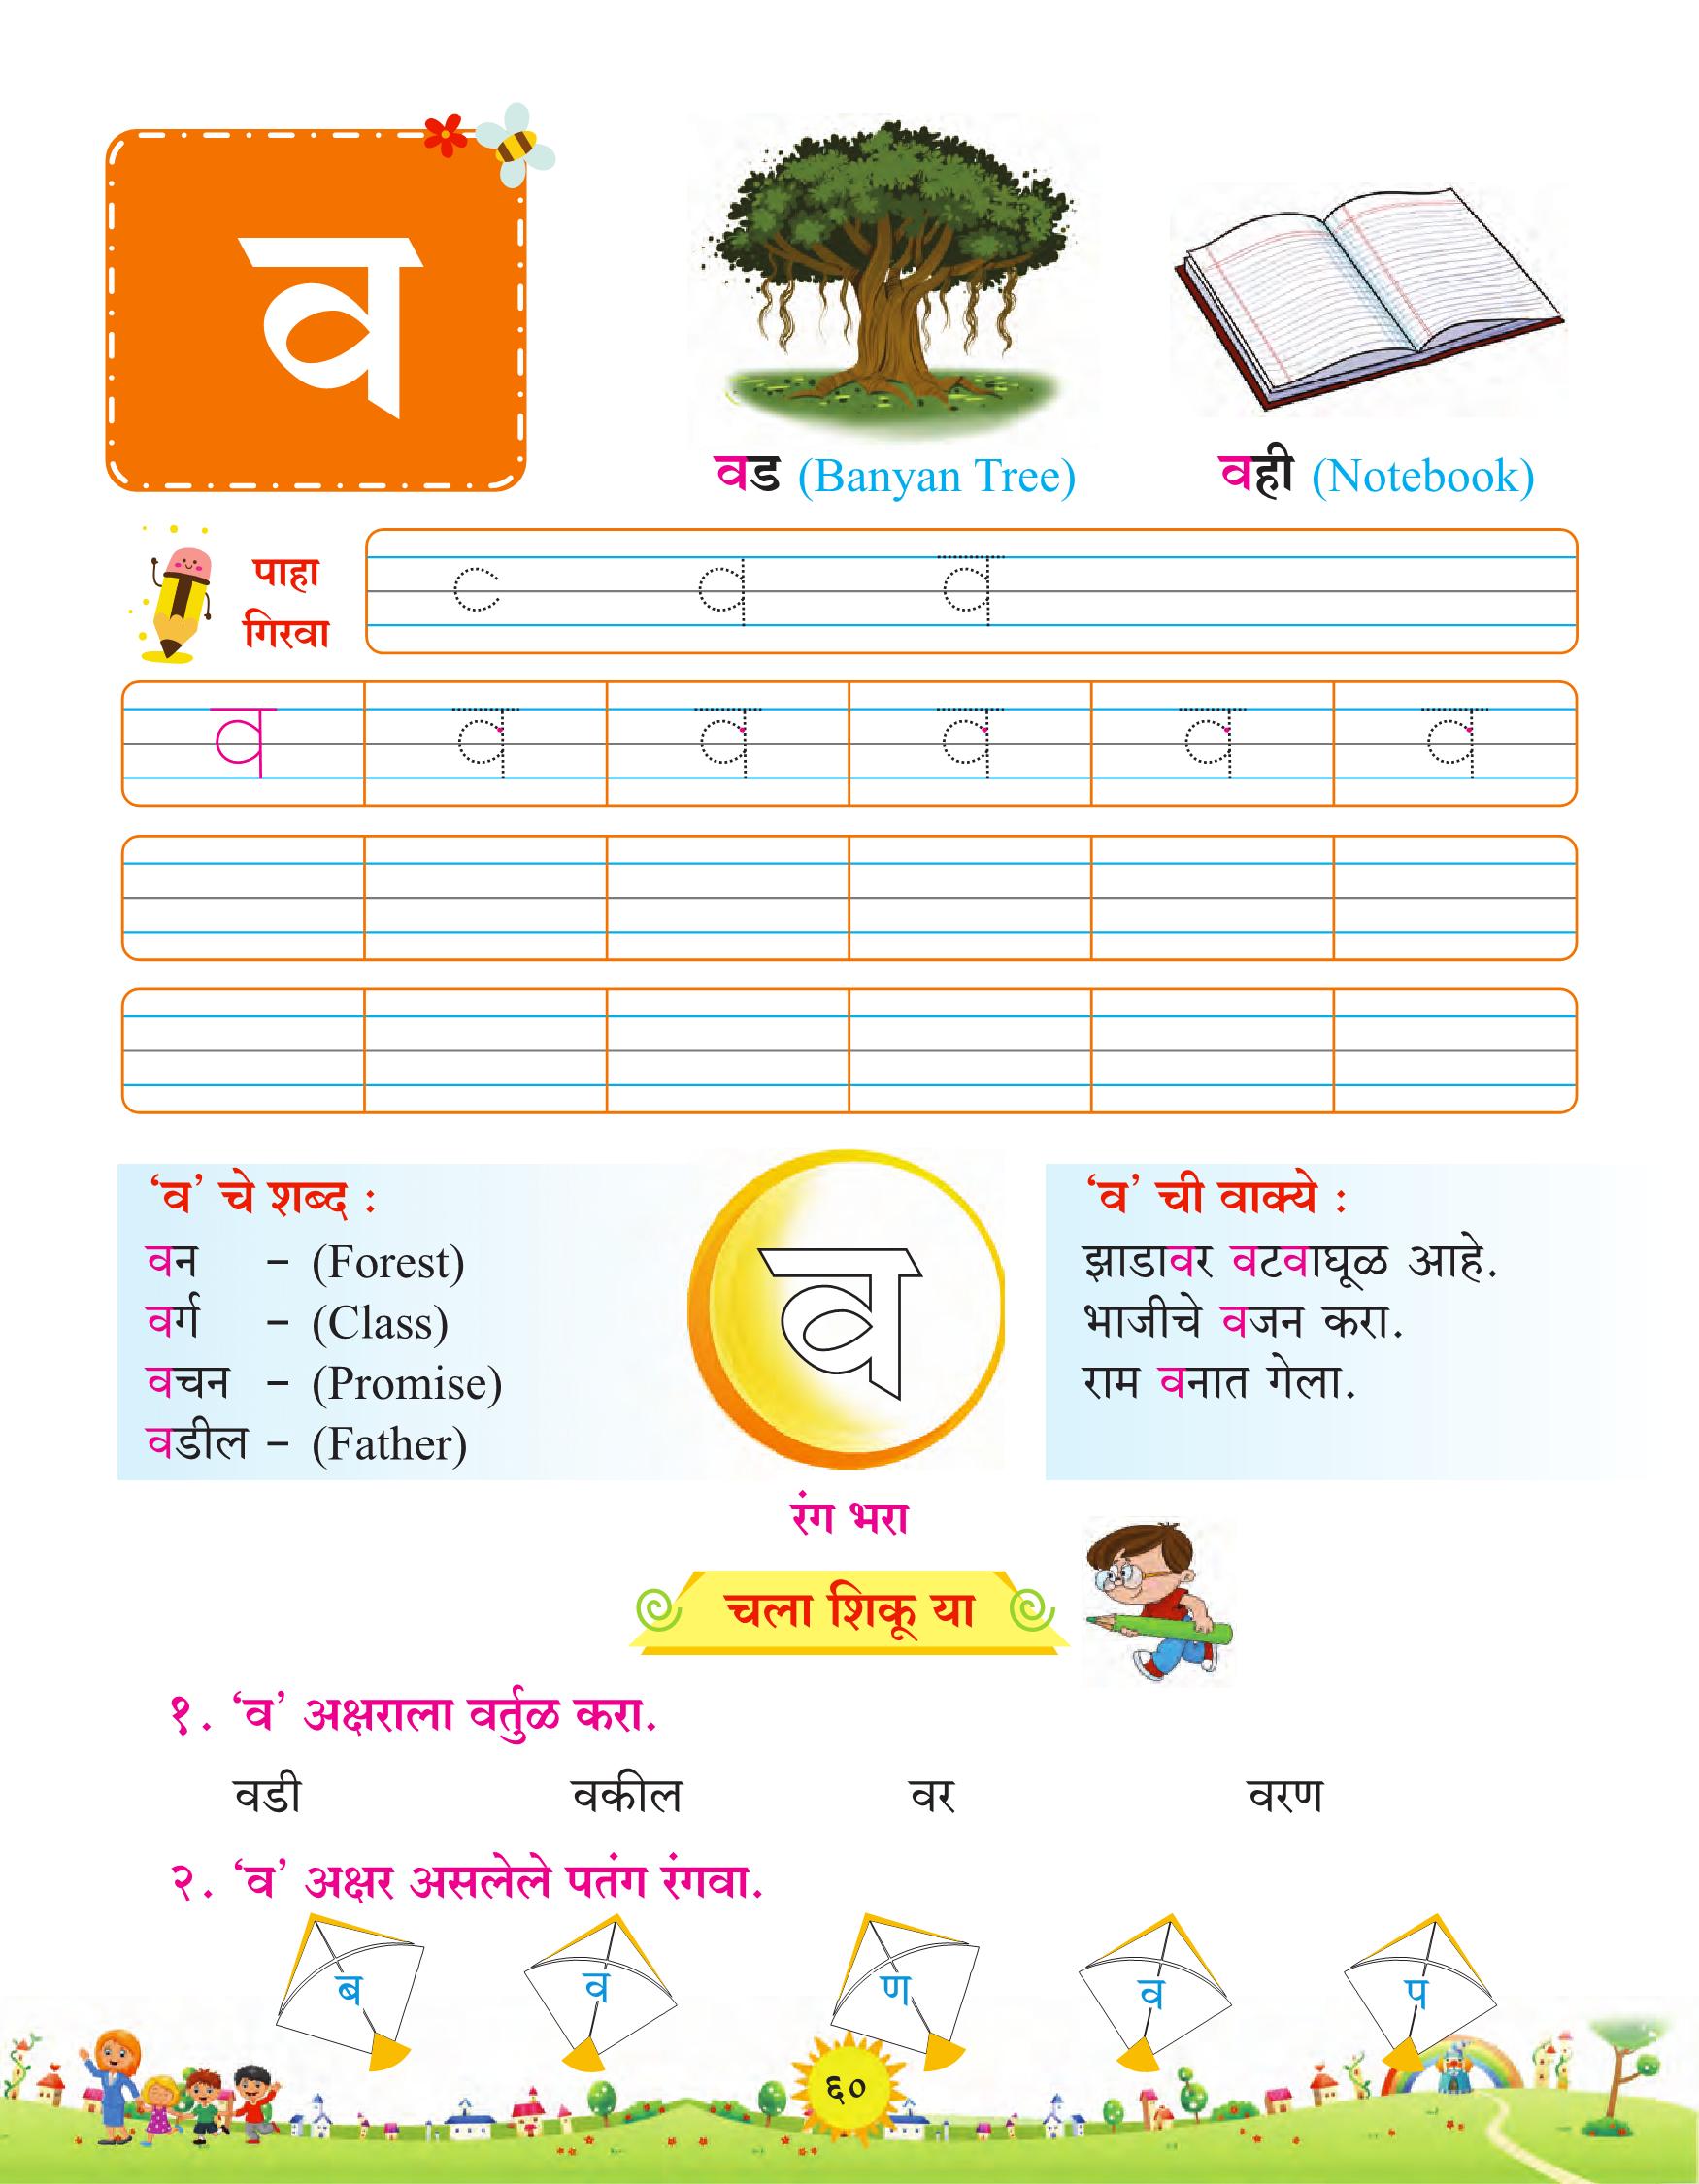 व
वड (Banyan Tree)
वही (Notebook)
पाहा
गिरवा
व व
व व व व व व
‘व’ चे शब्द :
वन – (Forest)
वर्ग – (Class)
वचन – (Promise)
वडील – (Father)
व
रंग भरा
‘व’ ची वाक्ये :
झाडावर वटवाघूळ आहे.
भाजीचे वजन करा.
राम वनात गेला.
चला शिकू या
१. ‘व’ अक्षराला वर्तुळ करा.
वडी वकील वर वरण
२. ‘व’ अक्षर असलेले पतंग रंगवा.
ब व ण व प
६०